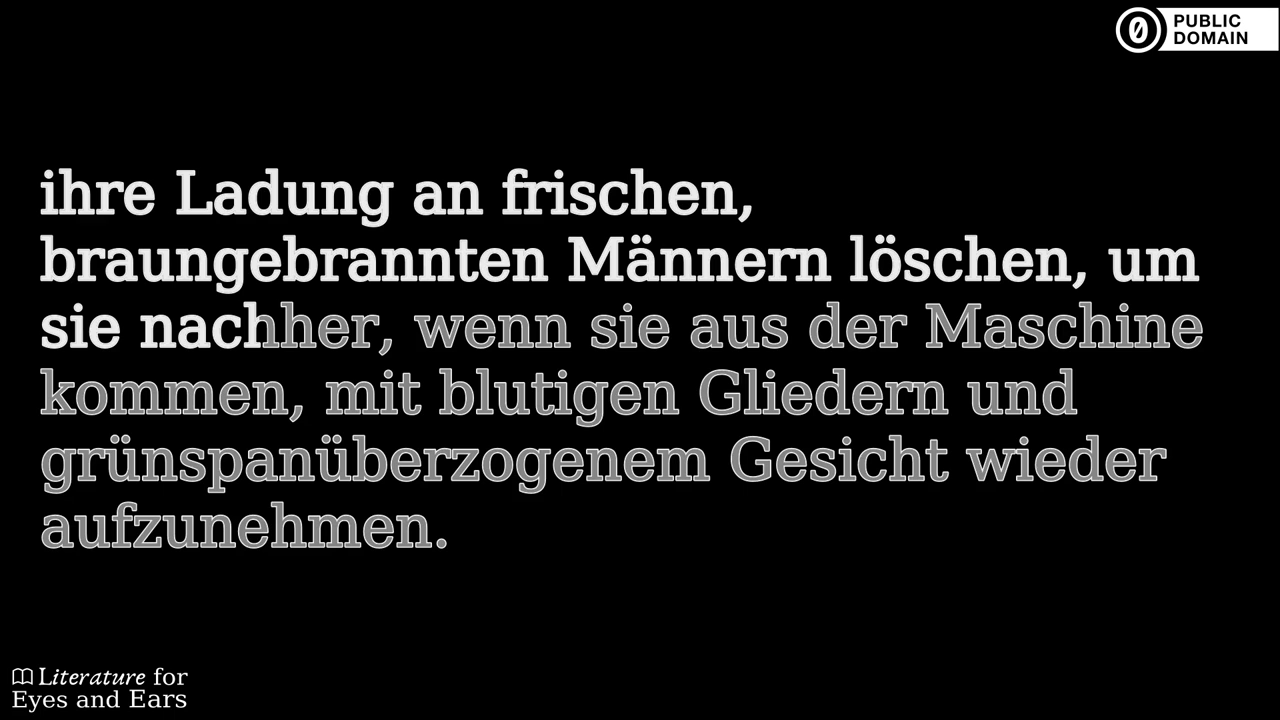 PUBLIC
DOMAIN
ihre Ladung an frischen,
braungebrannten Männern löschen, um
sie nachher, wenn sie aus der Maschine
kommen, mit blutigen Gliedern und
grünspanüberzogenem Gesicht wieder
aufzunehmen.
Literature for
Eyes and Ears